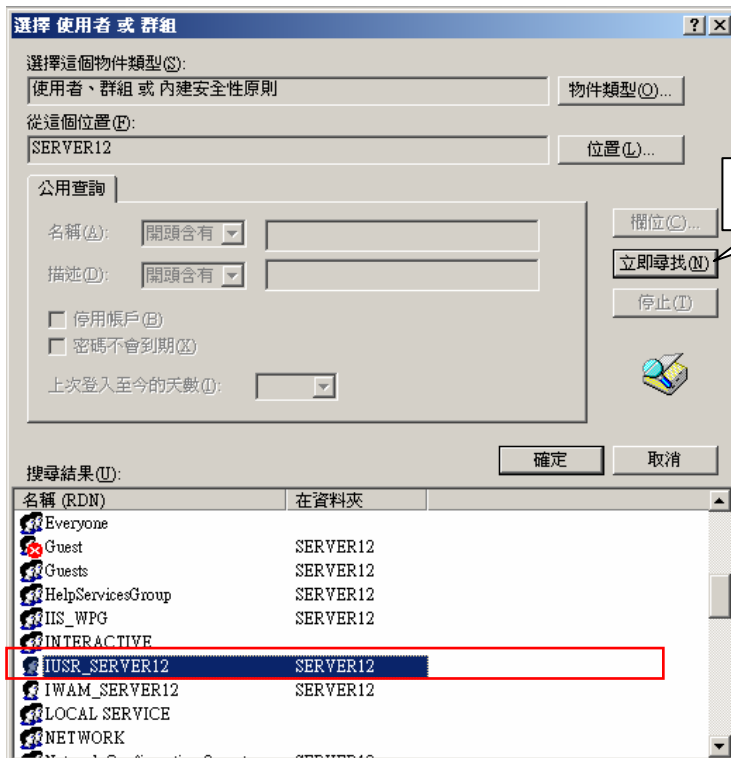 選擇 使用者 或 群組
選擇這個物件類型(S):
使用者、群組 或 內建安全性原則
物件類型(O)...
從這個位置(F):
SERVER12
位置(L)...
公用查詢
名稱(A): 開頭含有
描述(D): 開頭含有
停用帳戶(B)
密碼不會到期(X)
上次登入至今的天數(I):
欄位(C)...
立即尋找(N)
停止(T)
確定 取消
搜尋結果(U):
名稱 (RDN) 在資料夾
Everyone
Guest SERVER12
Guests SERVER12
HelpServicesGroup SERVER12
IIS_WPG SERVER12
INTERACTIVE
IUSR_SERVER12 SERVER12
IWAM_SERVER12 SERVER12
LOCAL SERVICE
NETWORK